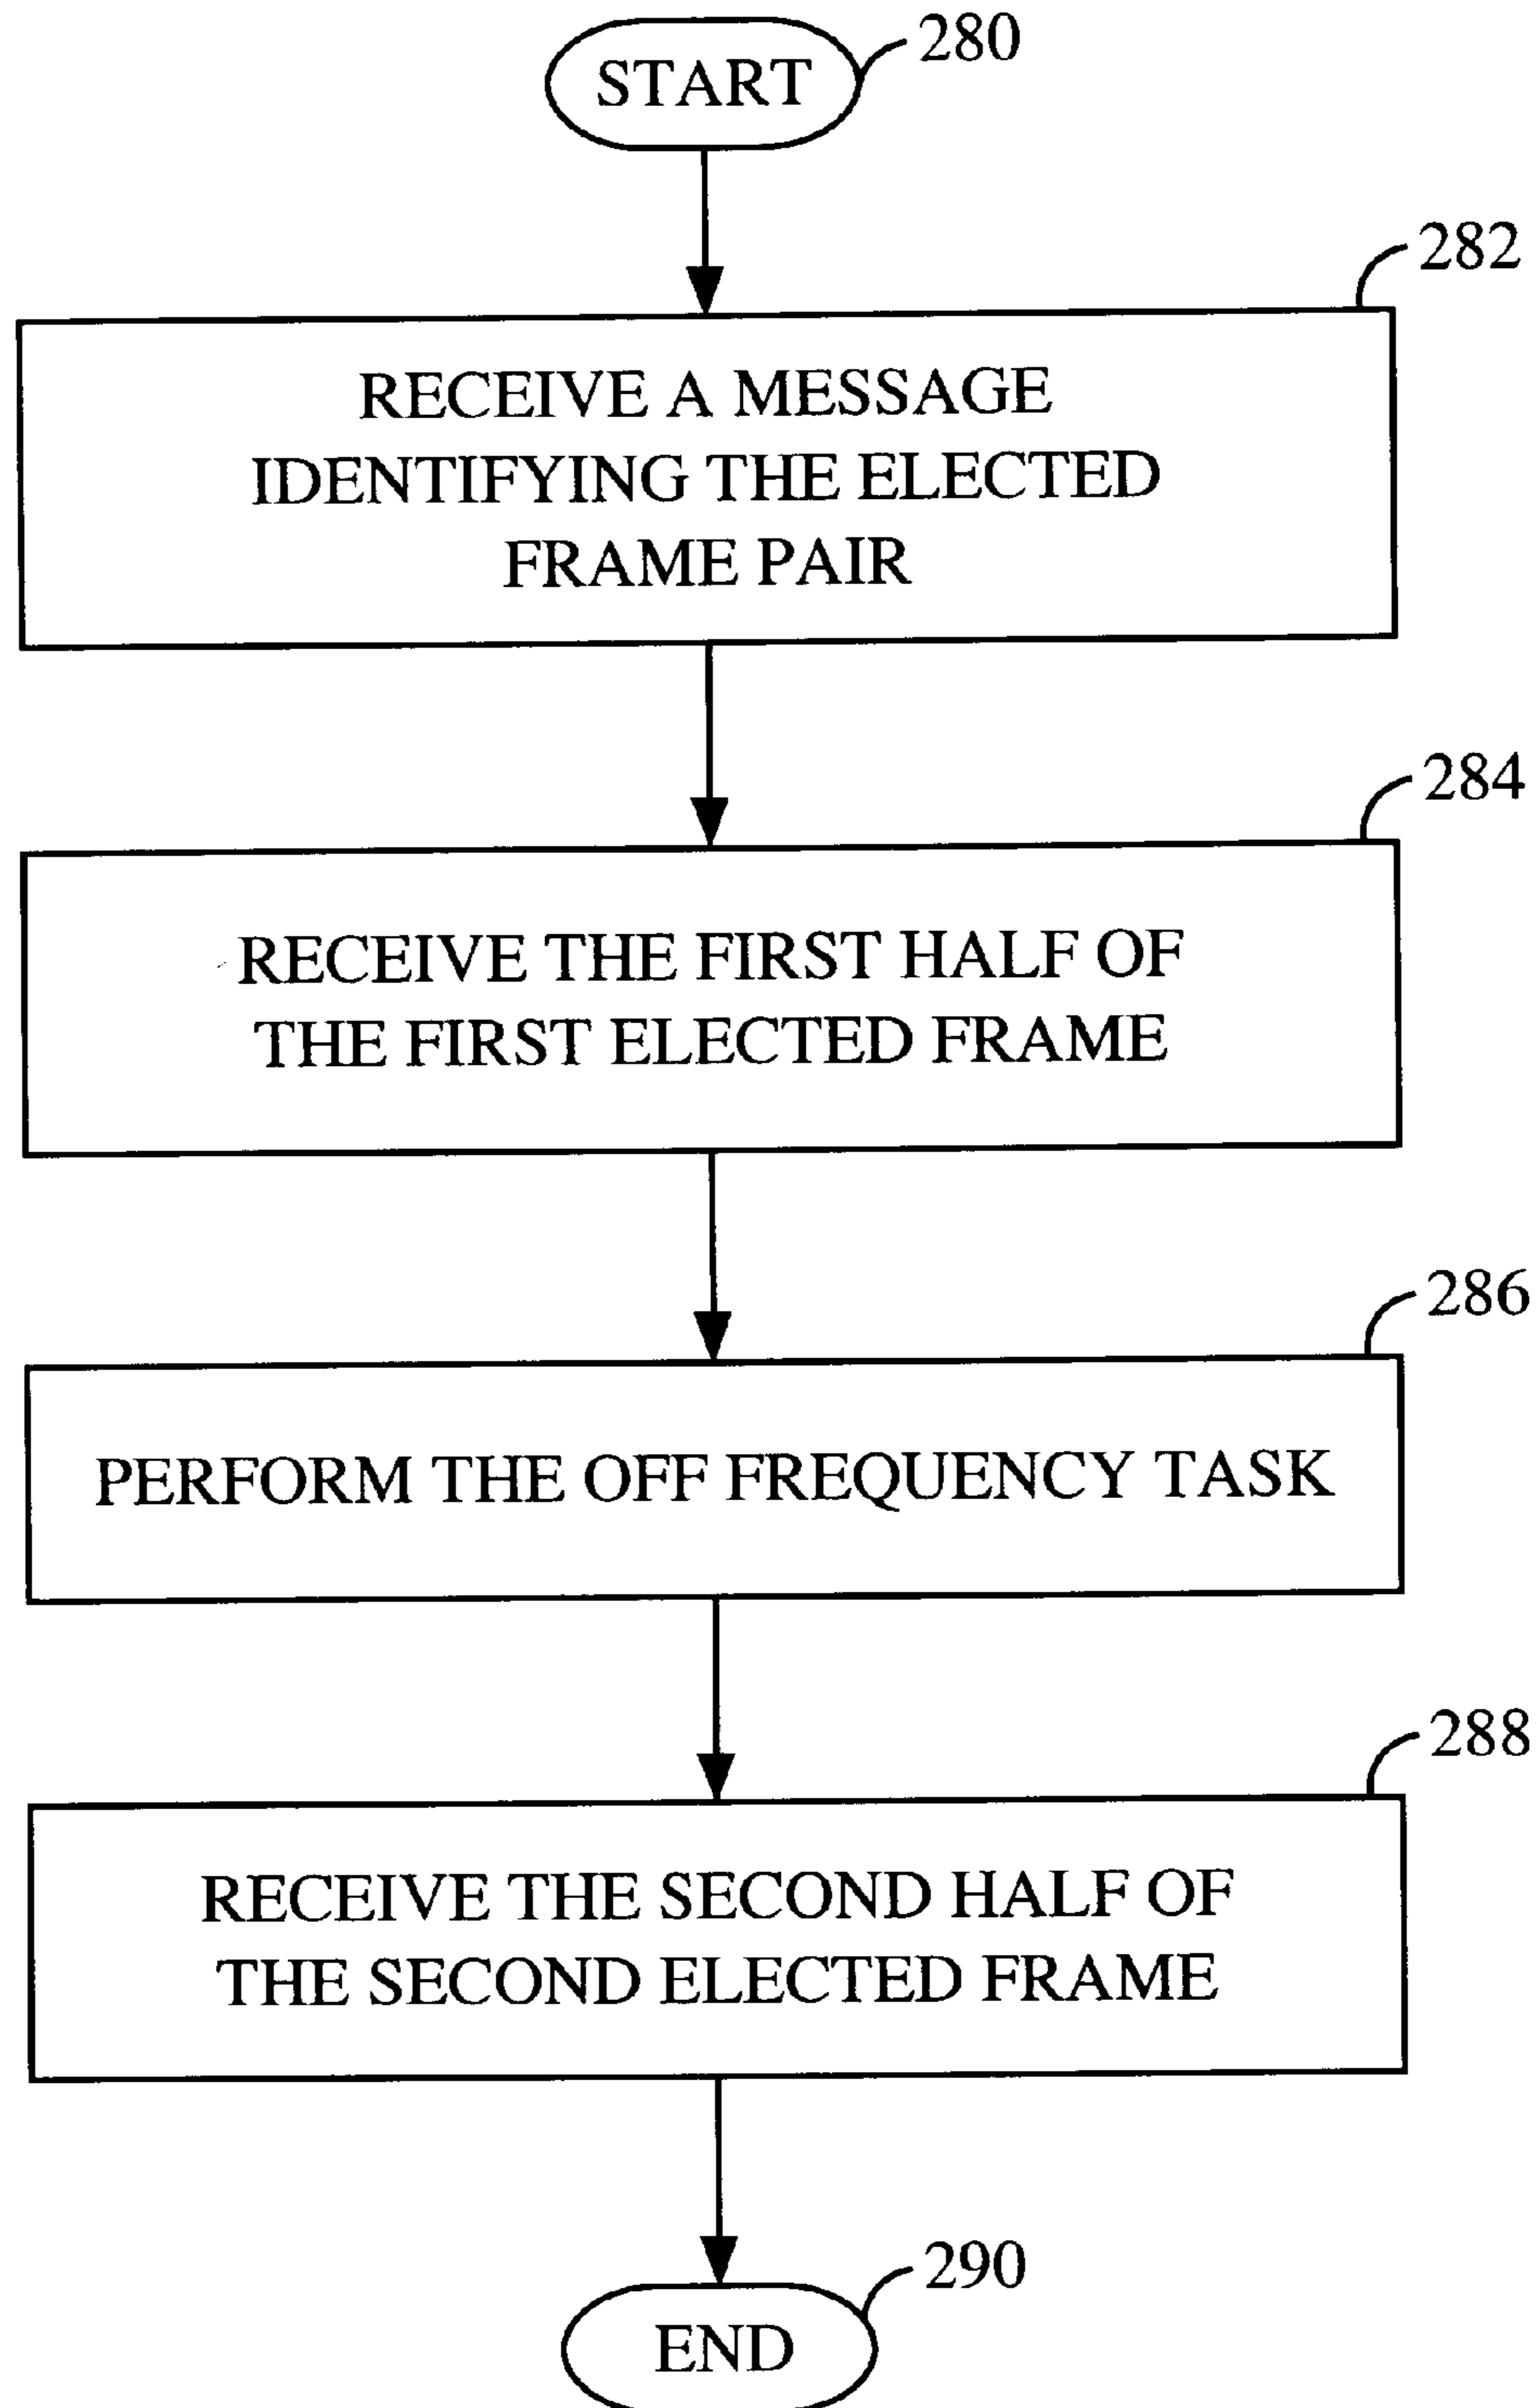 START
280
282
RECEIVE A MESSAGE
IDENTIFYING THE ELECTED
FRAME PAIR
284
RECEIVE THE FIRST HALF OF
THE FIRST ELECTED FRAME
286
PERFORM THE OFF FREQUENCY TASK
288
RECEIVE THE SECOND HALF OF
THE SECOND ELECTED FRAME
290
END